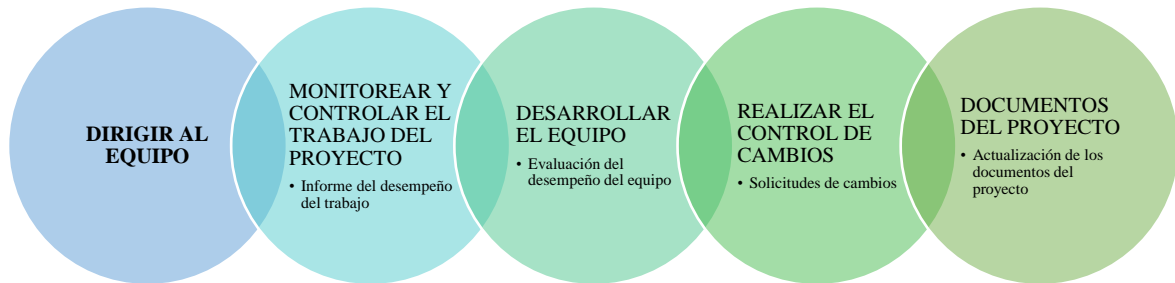 DIRIGIR AL
EQUIPO
MONITOREAR Y
CONTROLAR EL
TRABAJO DEL
PROYECTO
• Informe del desempeño
del trabajo
DESARROLLAR
EL EQUIPO
• Evaluación del
desempeño del equipo
REALIZAR EL
CONTROL DE
CAMBIOS
• Solicitudes de cambios
DOCUMENTOS
DEL PROYECTO
• Actualización de los
documentos del
proyecto